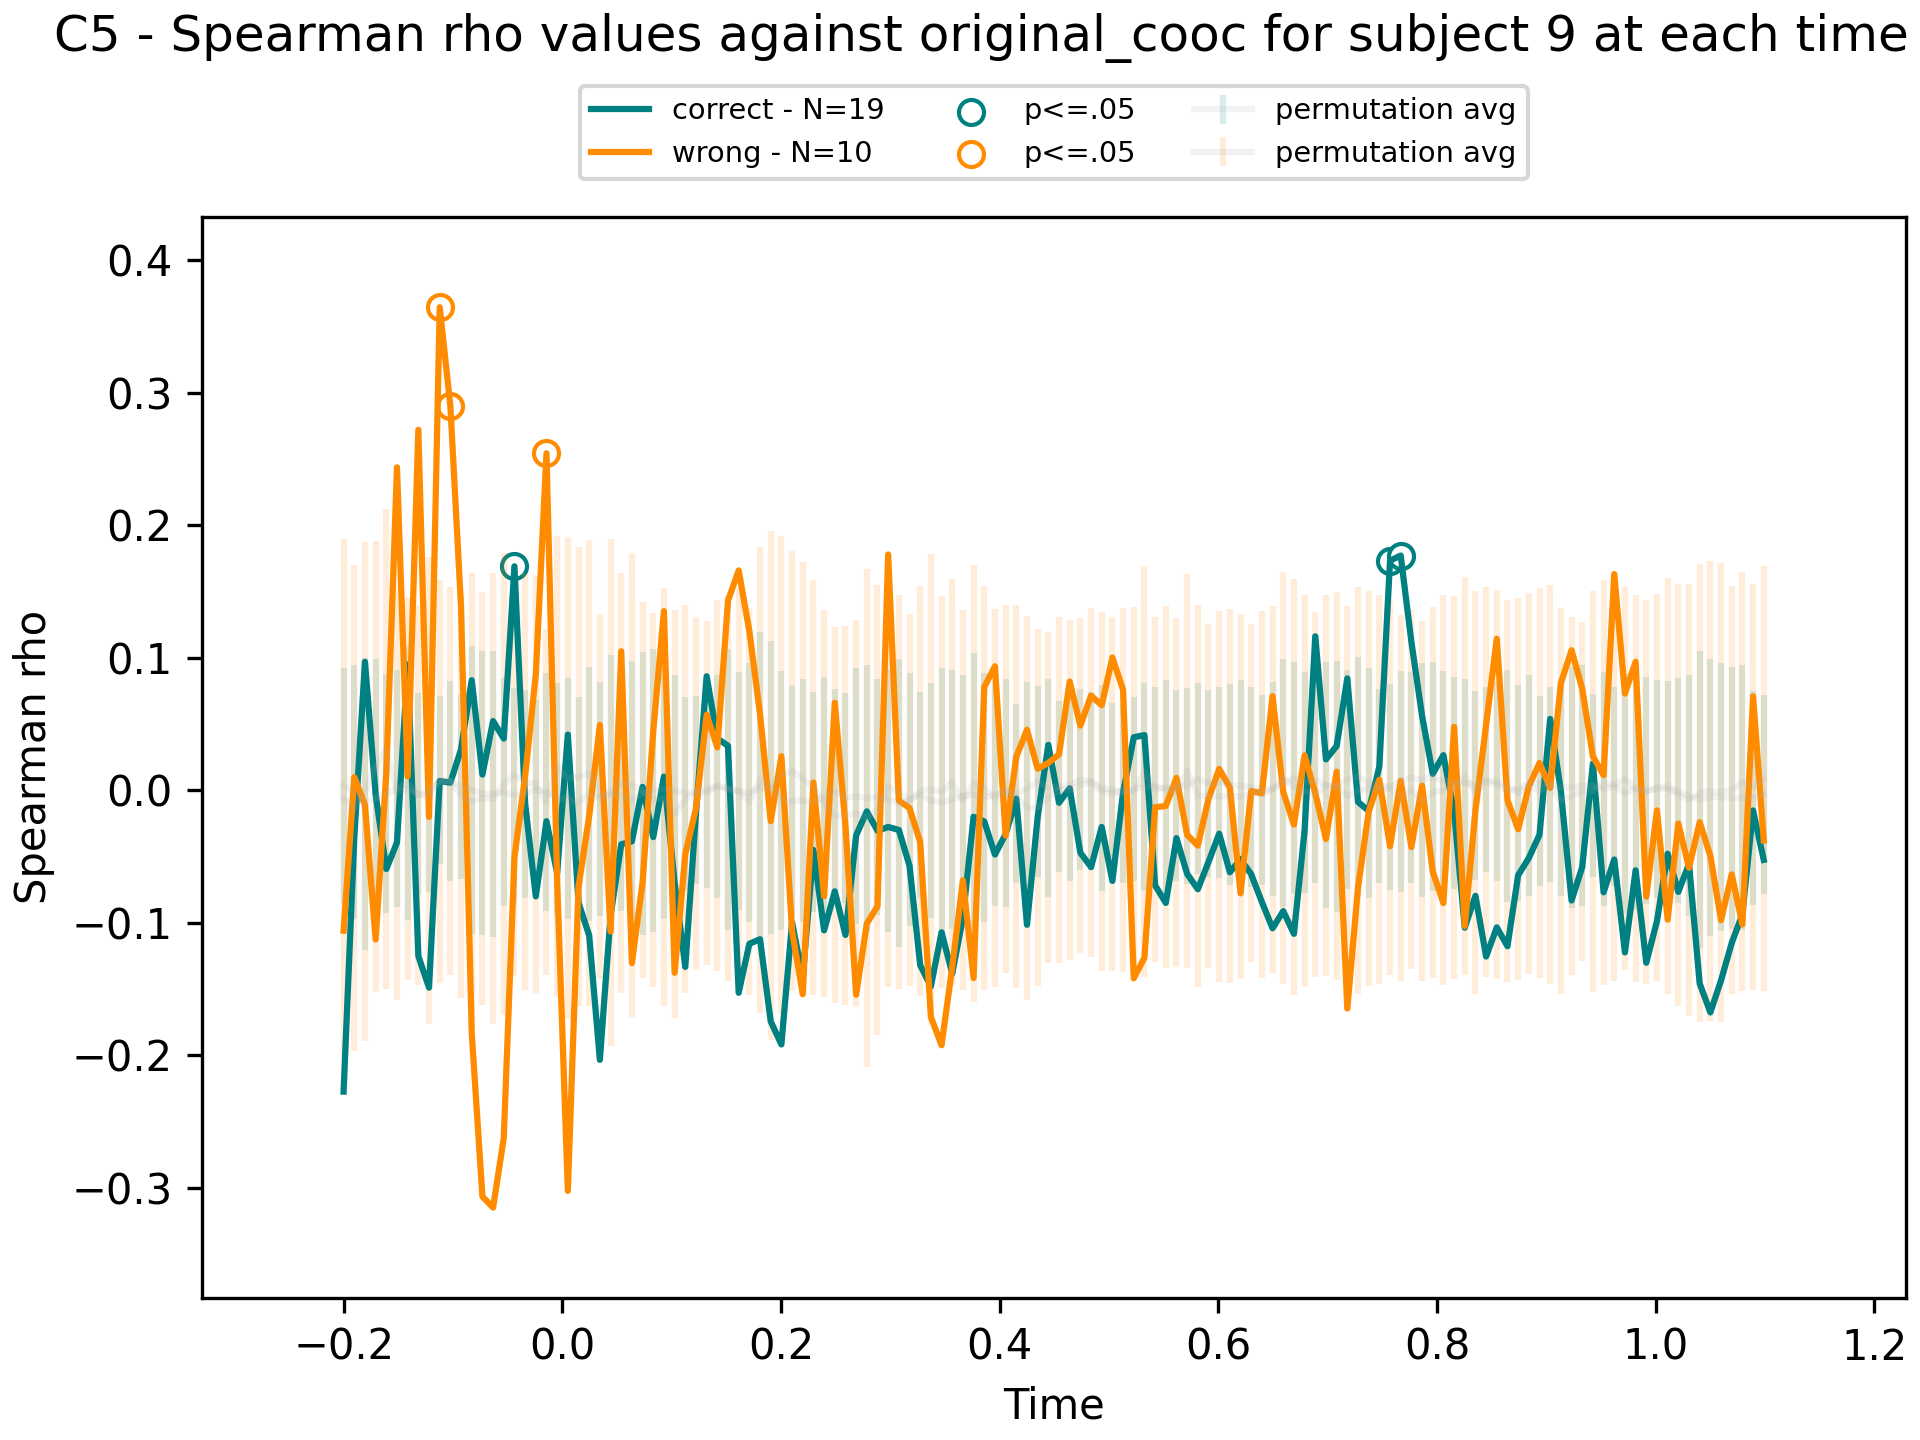 C5 - Spearman rho values against original_cooc for subject 9 at each time
correct - N=19
wrong - N=10
p<=.05
p<=.05
permutation avg
permutation avg
Spearman rho
0.4
0.3
0.2
0.1
0.0
−0.1
−0.2
−0.3
−0.2
0.0
0.2
0.4
0.6
0.8
1.0
1.2
Time